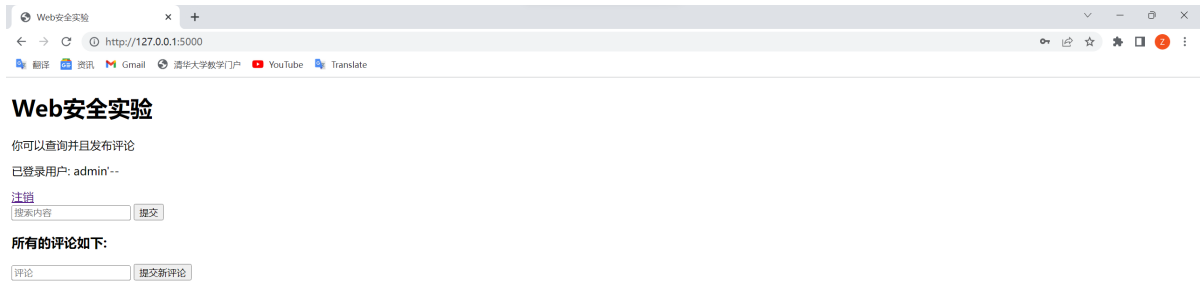 Web安全实验
http://127.0.0.1:5000
Z
翻译 资讯 Gmail 清华大学教学门户 YouTube Translate
Web安全实验
你可以查询并且发布评论
已登录用户: admin'--
注销
搜索内容 提交
所有的评论如下:
评论 提交新评论